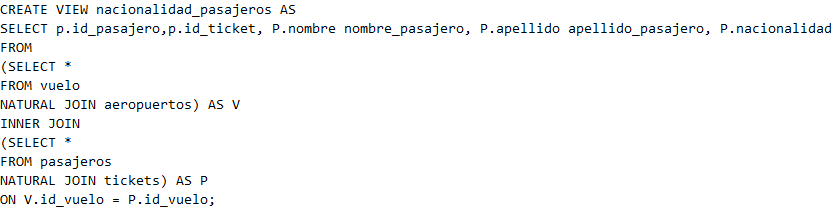 CREATE VIEW nacionalidad_pasajeros AS
SELECT p.id_pasajero,p.id_ticket, P.nombre nombre_pasajero, P.apellido apellido_pasajero, P.nacionalidad
FROM
(SELECT *
FROM vuelo
NATURAL JOIN aeropuertos) AS V
INNER JOIN
(SELECT *
FROM pasajeros
NATURAL JOIN tickets) AS P
ON V.id_vuelo = P.id_vuelo;